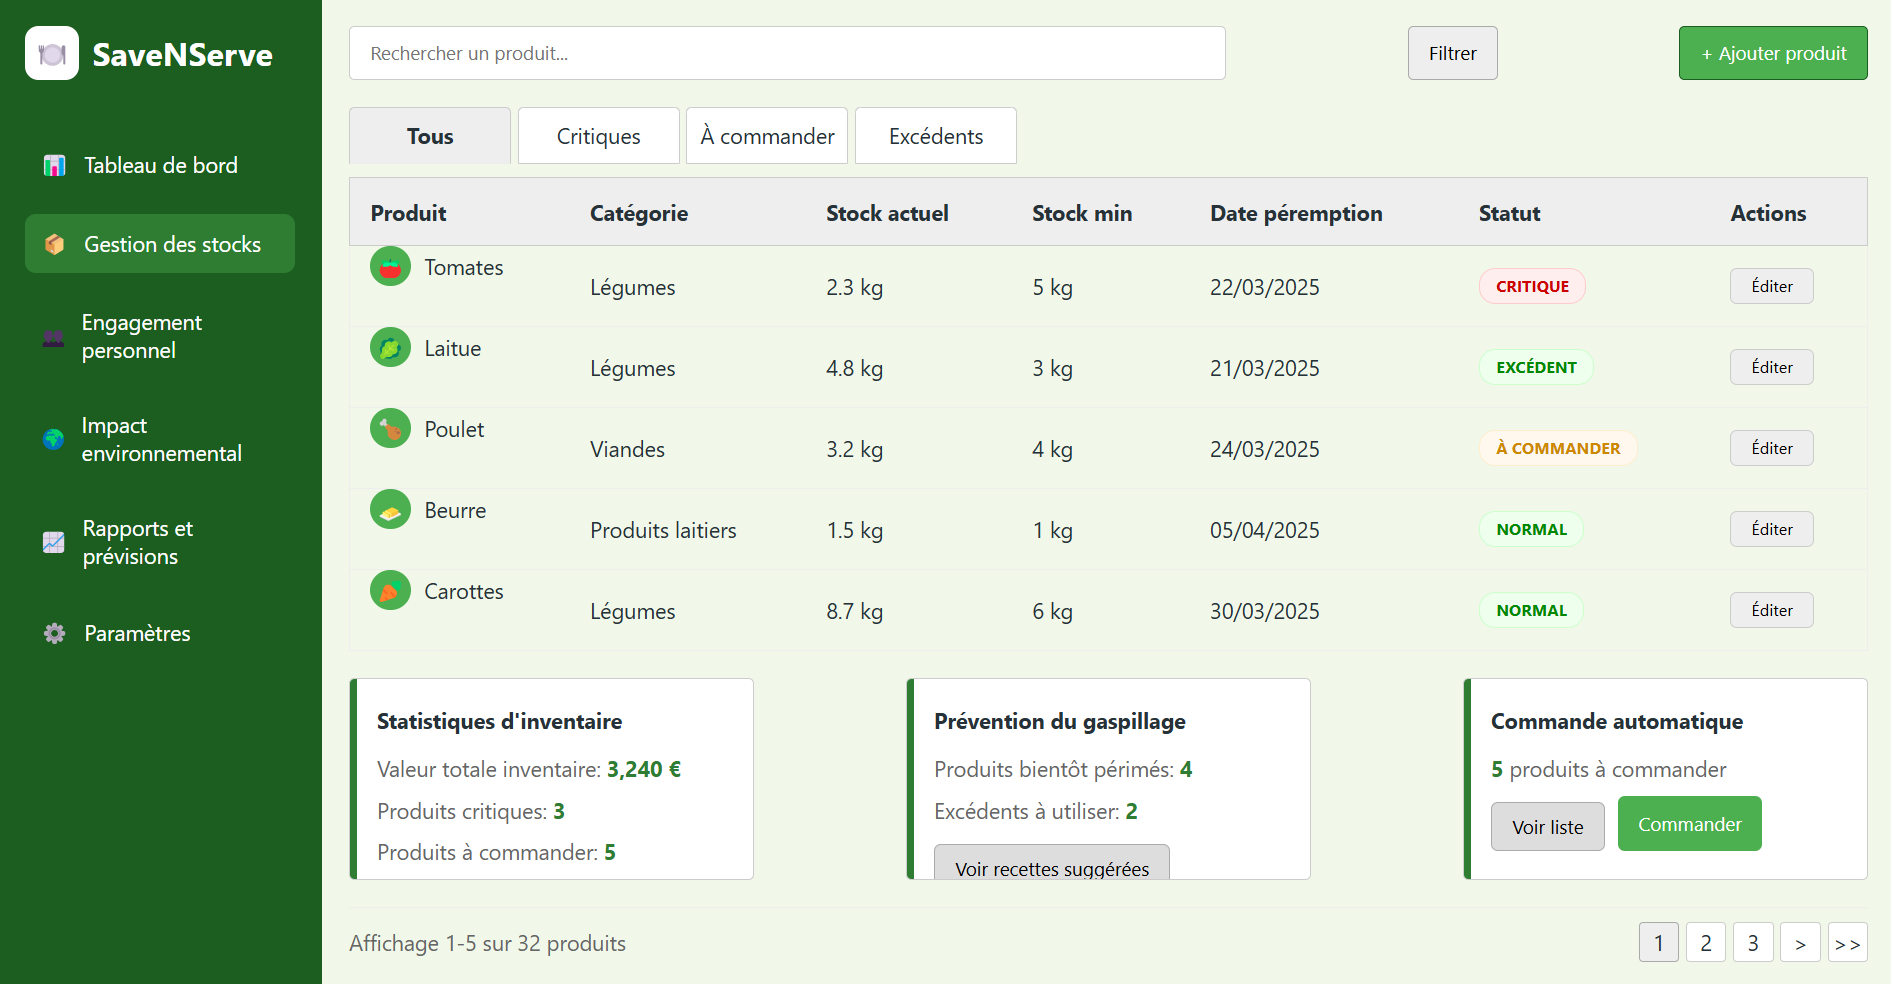 SaveNServe
Tableau de bord
Gestion des stocks
Engagement
personnel
Impact
environnemental
Rapports et
prévisions
Paramètres
Rechercher un produit...
Filtrer
+ Ajouter produit
Tous
Critiques
À commander
Excédents
Produit Catégorie Stock actuel Stock min Date péremption Statut Actions
Tomates Légumes 2.3 kg 5 kg 22/03/2025 CRITIQUE Éditer
Laitue Légumes 4.8 kg 3 kg 21/03/2025 EXCÉDENT Éditer
Poulet Viandes 3.2 kg 4 kg 24/03/2025 À COMMANDER Éditer
Beurre Produits laitiers 1.5 kg 1 kg 05/04/2025 NORMAL Éditer
Carottes Légumes 8.7 kg 6 kg 30/03/2025 NORMAL Éditer
Statistiques d'inventaire
Valeur totale inventaire: 3,240 €
Produits critiques: 3
Produits à commander: 5
Prévention du gaspillage
Produits bientôt périmés: 4
Excédents à utiliser: 2
Voir recettes suggérées
Commande automatique
5 produits à commander
Voir liste
Commander
Affichage 1-5 sur 32 produits
1 2 3 > >>